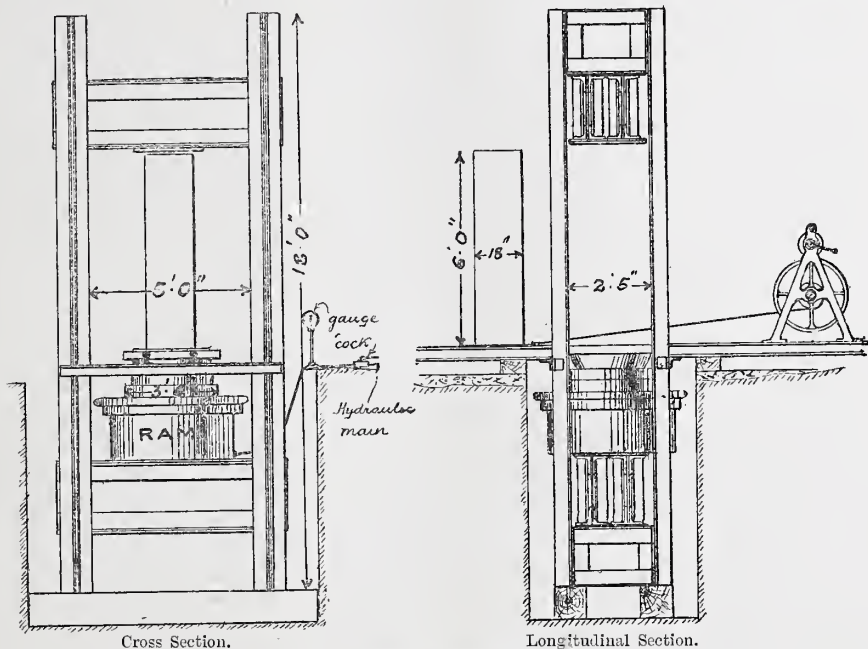 18'0"
5'0"
gauge
cock
Hydraulic
main
RAM
Cross Section.
6'0"
18"
2'5"
Longitudinal Section.